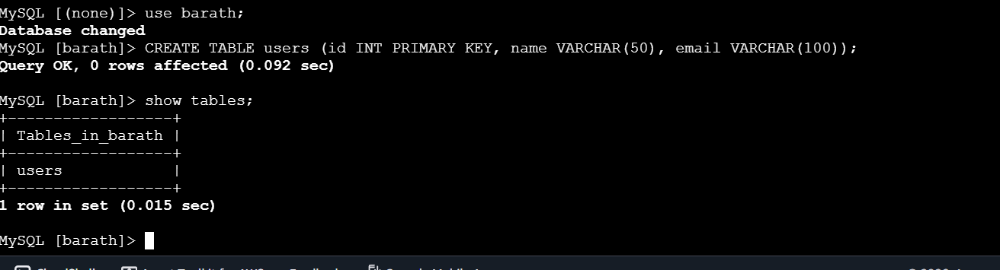 MySQL [(none)]> use barath;
Database changed
MySQL [barath]> CREATE TABLE users (id INT PRIMARY KEY, name VARCHAR(50), email VARCHAR(100));
Query OK, 0 rows affected (0.092 sec)
MySQL [barath]> show tables;
+------------------+
| Tables_in_barath |
+------------------+
| users            |
+------------------+
1 row in set (0.015 sec)
MySQL [barath]>